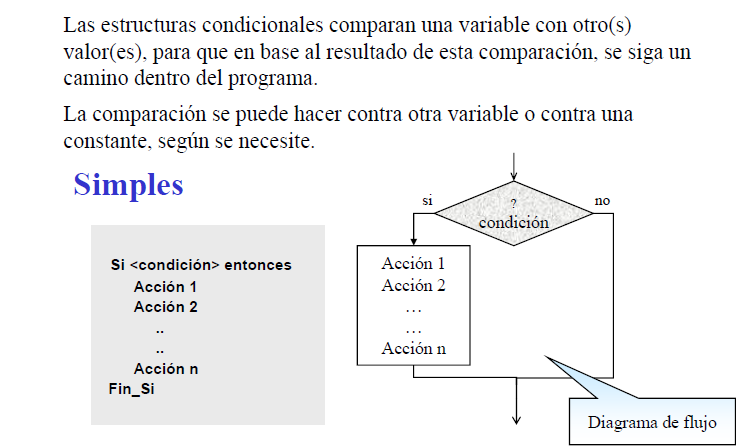 Las estructuras condicionales comparan una variable con otro(s)
valor(es), para que en base al resultado de esta comparación, se siga un
camino dentro del programa.
La comparación se puede hacer contra otra variable o contra una
constante, según se necesite.
Simples
Si <condición> entonces
Acción 1
Acción 2
..
..
Acción n
Fin_Si
si
?
condición
no
Acción 1
Acción 2
…
…
Acción n
Diagrama de flujo